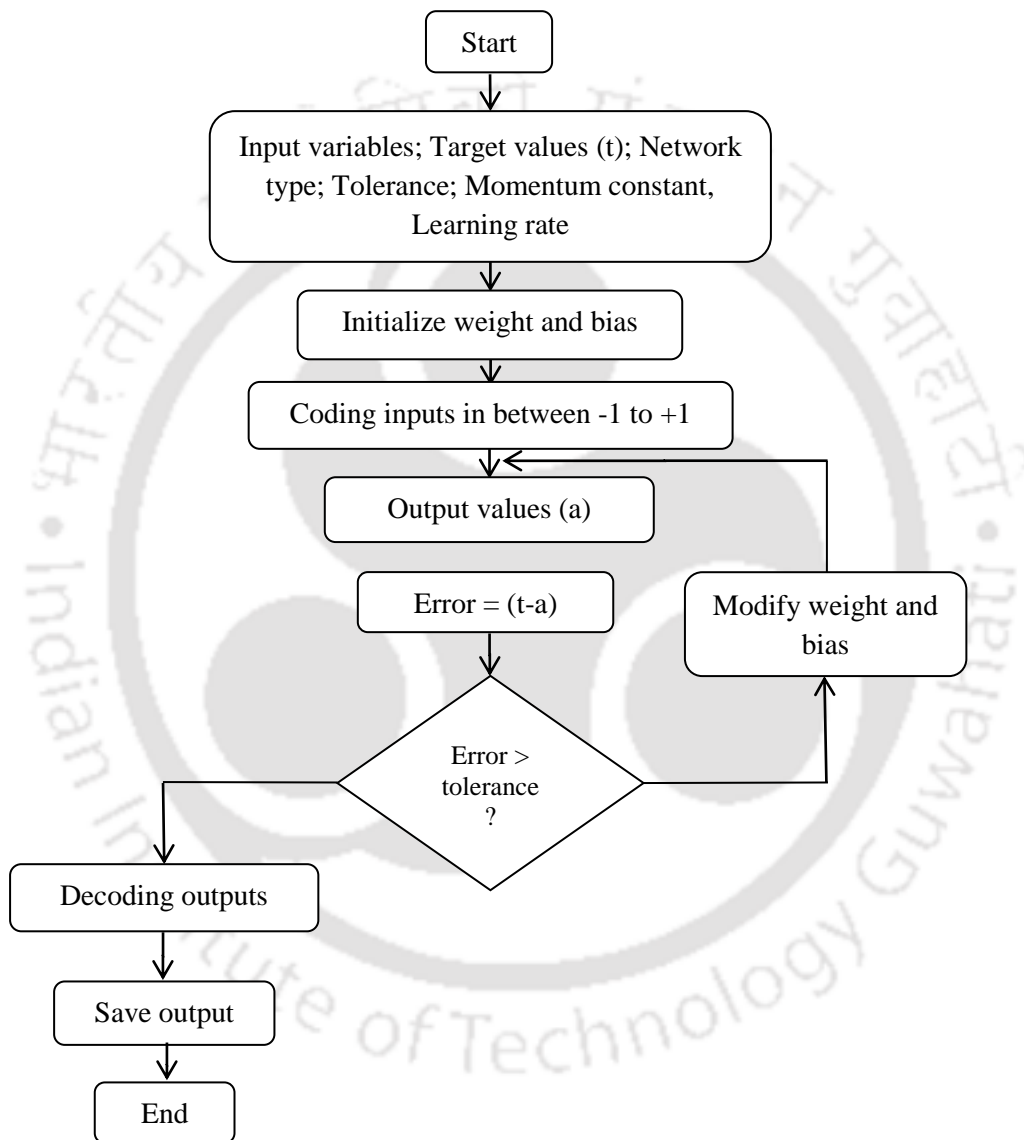 Start
Input variables; Target values (t); Network
type; Tolerance; Momentum constant,
Learning rate
Initialize weight and bias
Coding inputs in between -1 to +1
Output values (a)
Error = (t-a)
Modify weight and
bias
Error >
tolerance
?
Decoding outputs
Save output
End
Indian Institute of Technology Guwahati